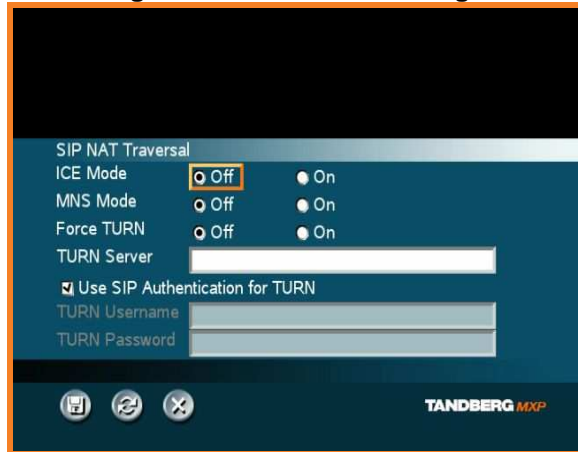 SIP NAT Traversal
ICE Mode Off On
MNS Mode Off On
Force TURN Off On
TURN Server
Use SIP Authentication for TURN
TURN Username
TURN Password
TANDBERG MXP